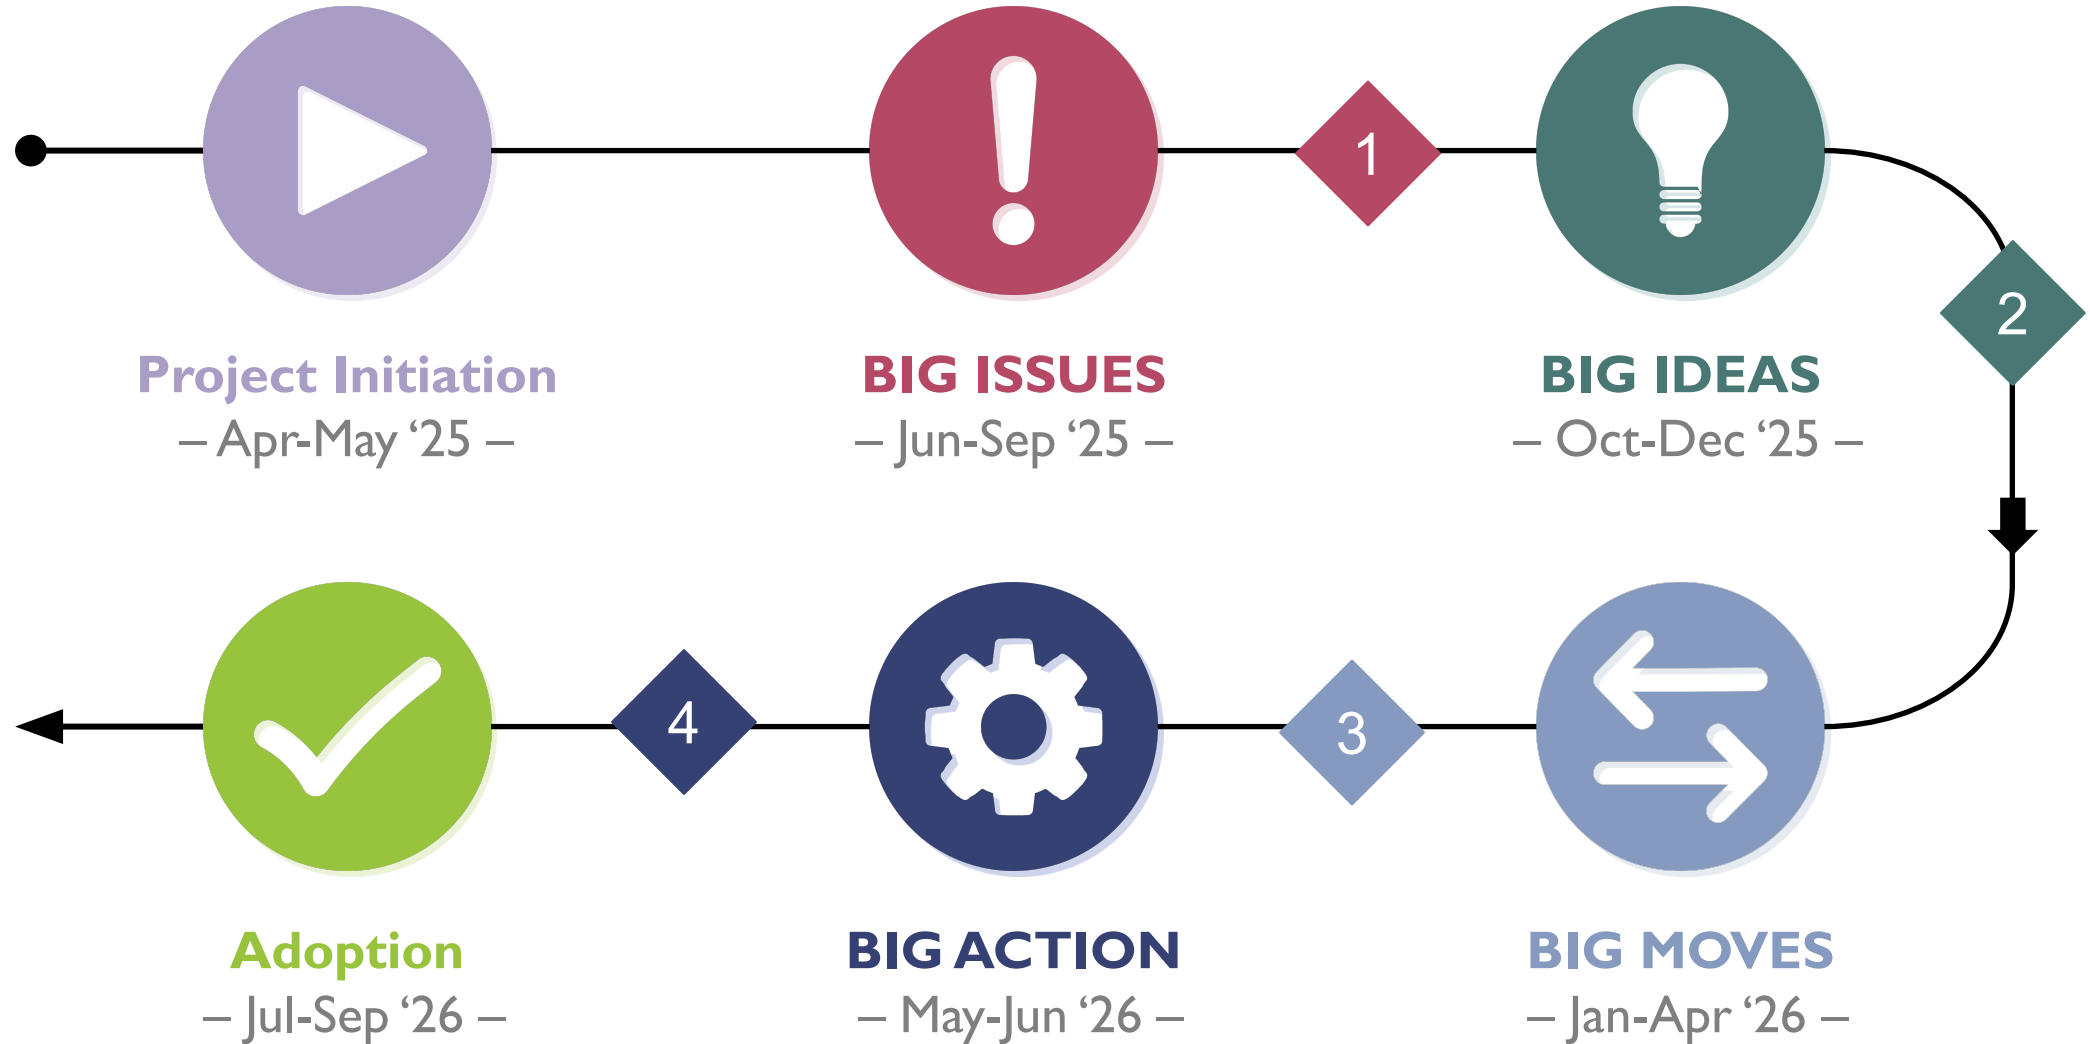 1
2
Project Initiation
– Apr-May ‘25 –
BIG ISSUES
– Jun-Sep ‘25 –
BIG IDEAS
– Oct-Dec ‘25 –
4
3
Adoption
– Jul-Sep ‘26 –
BIG ACTION
– May-Jun ‘26 –
BIG MOVES
– Jan-Apr ‘26 –